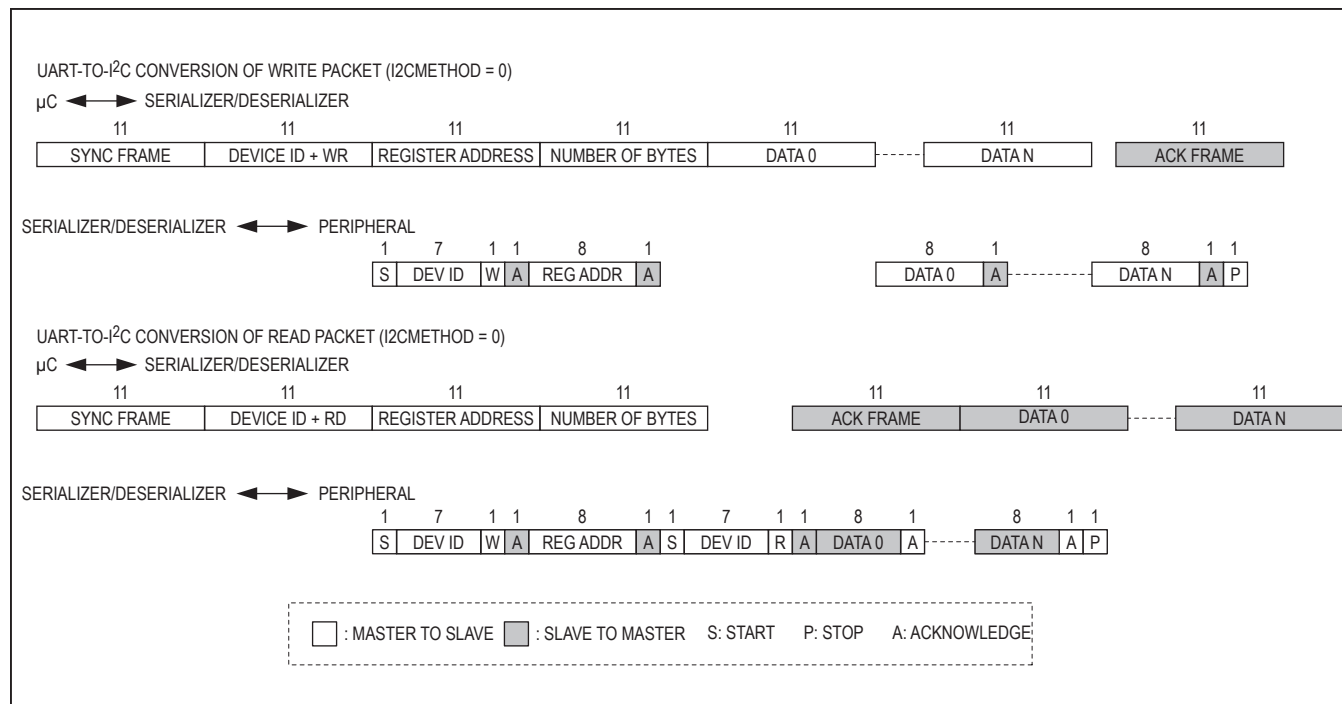 UART-TO-I2C CONVERSION OF WRITE PACKET (I2CMETHOD = 0)
µC SERIALIZER/DESERIALIZER
11 11 11 11 11 11 11
SYNC FRAME DEVICE ID + WR REGISTER ADDRESS NUMBER OF BYTES DATA 0 DATA N ACK FRAME
SERIALIZER/DESERIALIZER PERIPHERAL
1 7 1 1 8 1 8 1 8 1 1
S DEV ID W A REG ADDR A DATA 0 A DATA N A P
UART-TO-I2C CONVERSION OF READ PACKET (I2CMETHOD = 0)
µC SERIALIZER/DESERIALIZER
11 11 11 11 11 11 11
SYNC FRAME DEVICE ID + RD REGISTER ADDRESS NUMBER OF BYTES ACK FRAME DATA 0 DATA N
SERIALIZER/DESERIALIZER PERIPHERAL
1 7 1 1 8 1 1 7 1 1 8 1 8 1 1
S DEV ID W A REG ADDR A S DEV ID R A DATA 0 A DATA N A P
: MASTER TO SLAVE : SLAVE TO MASTER S: START P: STOP A: ACKNOWLEDGE